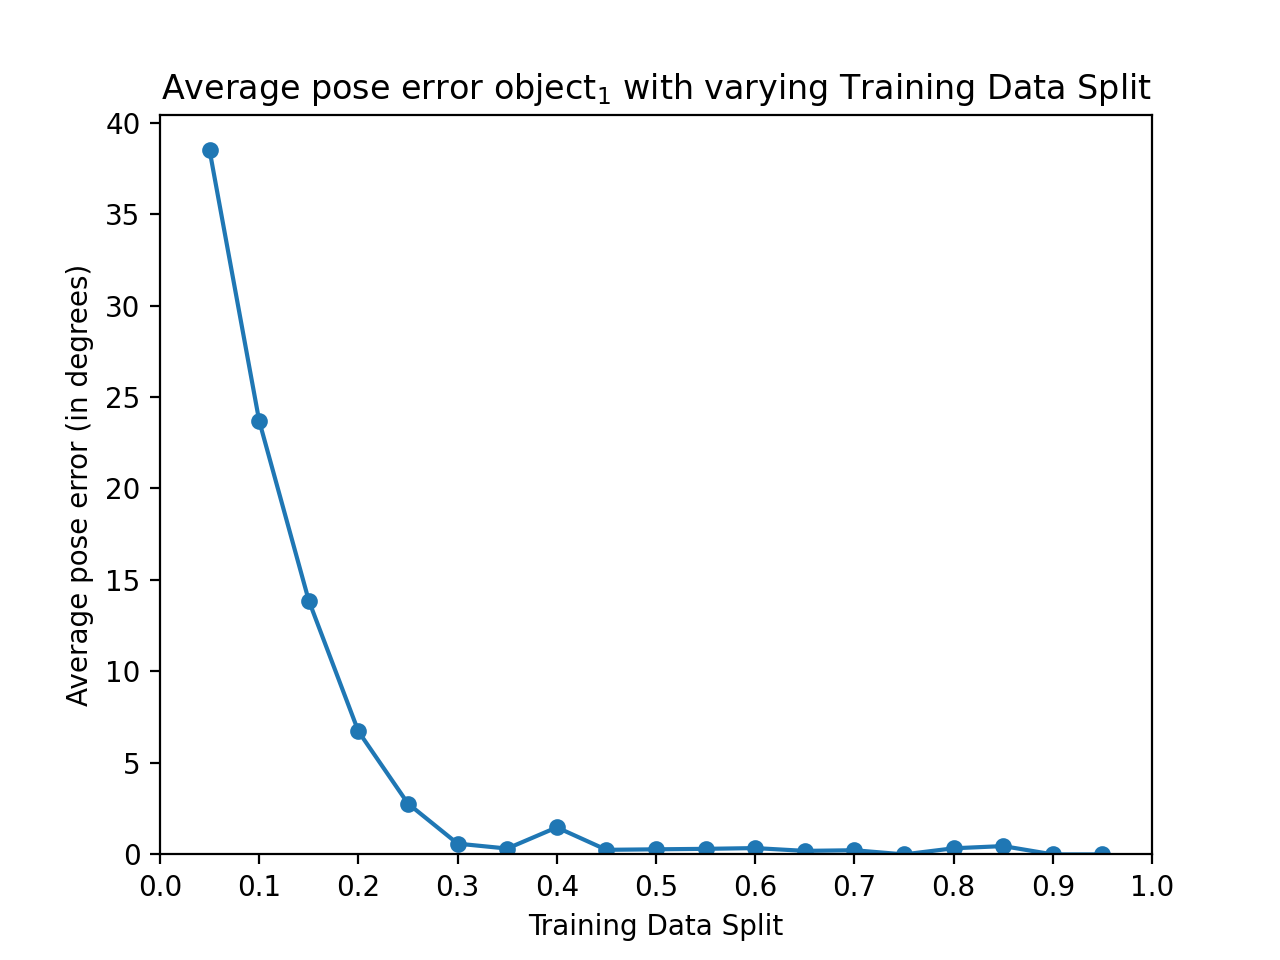 Average pose error object₁ with varying Training Data Split
40
35
30
25
20
15
10
5
0
Average pose error (in degrees)
0.0 0.1 0.2 0.3 0.4 0.5 0.6 0.7 0.8 0.9 1.0
Training Data Split